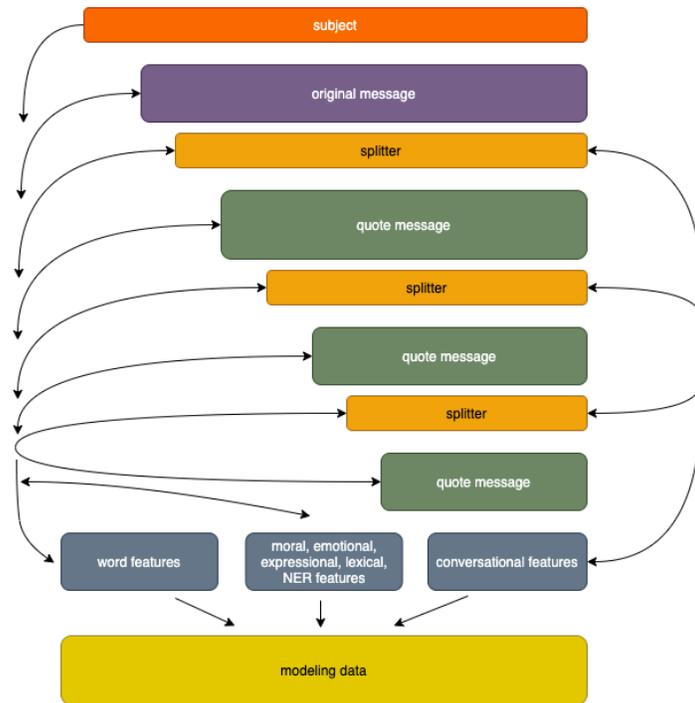 subject
original message
splitter
quote message
splitter
quote message
splitter
quote message
word features
moral, emotional,
expressional, lexical,
NER features
conversational features
modeling data